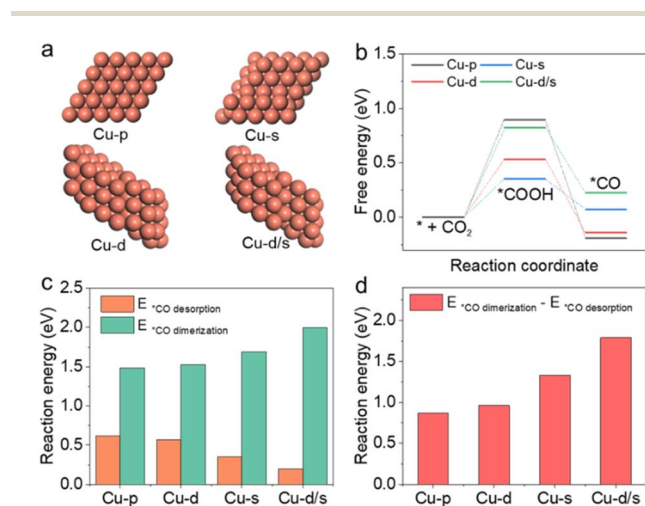 a
Cu-p
Cu-s
Cu-d
Cu-d/s
b
Free energy (eV)
1.5
1.0
0.5
0.0
Cu-p
Cu-s
Cu-d
Cu-d/s
* + CO₂
*COOH
*CO
Reaction coordinate
c
Reaction energy (eV)
2.5
2.0
1.5
1.0
0.5
0.0
E *CO desorption
E *CO dimerization
Cu-p Cu-d Cu-s Cu-d/s
d
Reaction energy (eV)
2.0
1.5
1.0
0.5
0.0
E *CO dimerization - E *CO desorption
Cu-p Cu-d Cu-s Cu-d/s